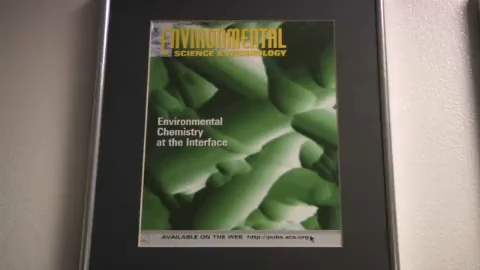 ENVIRONMENTAL
SCIENCE & TECHNOLOGY
Environmental
Chemistry
at the Interface
AVAILABLE ON THE WEB http://pubs.acs.org